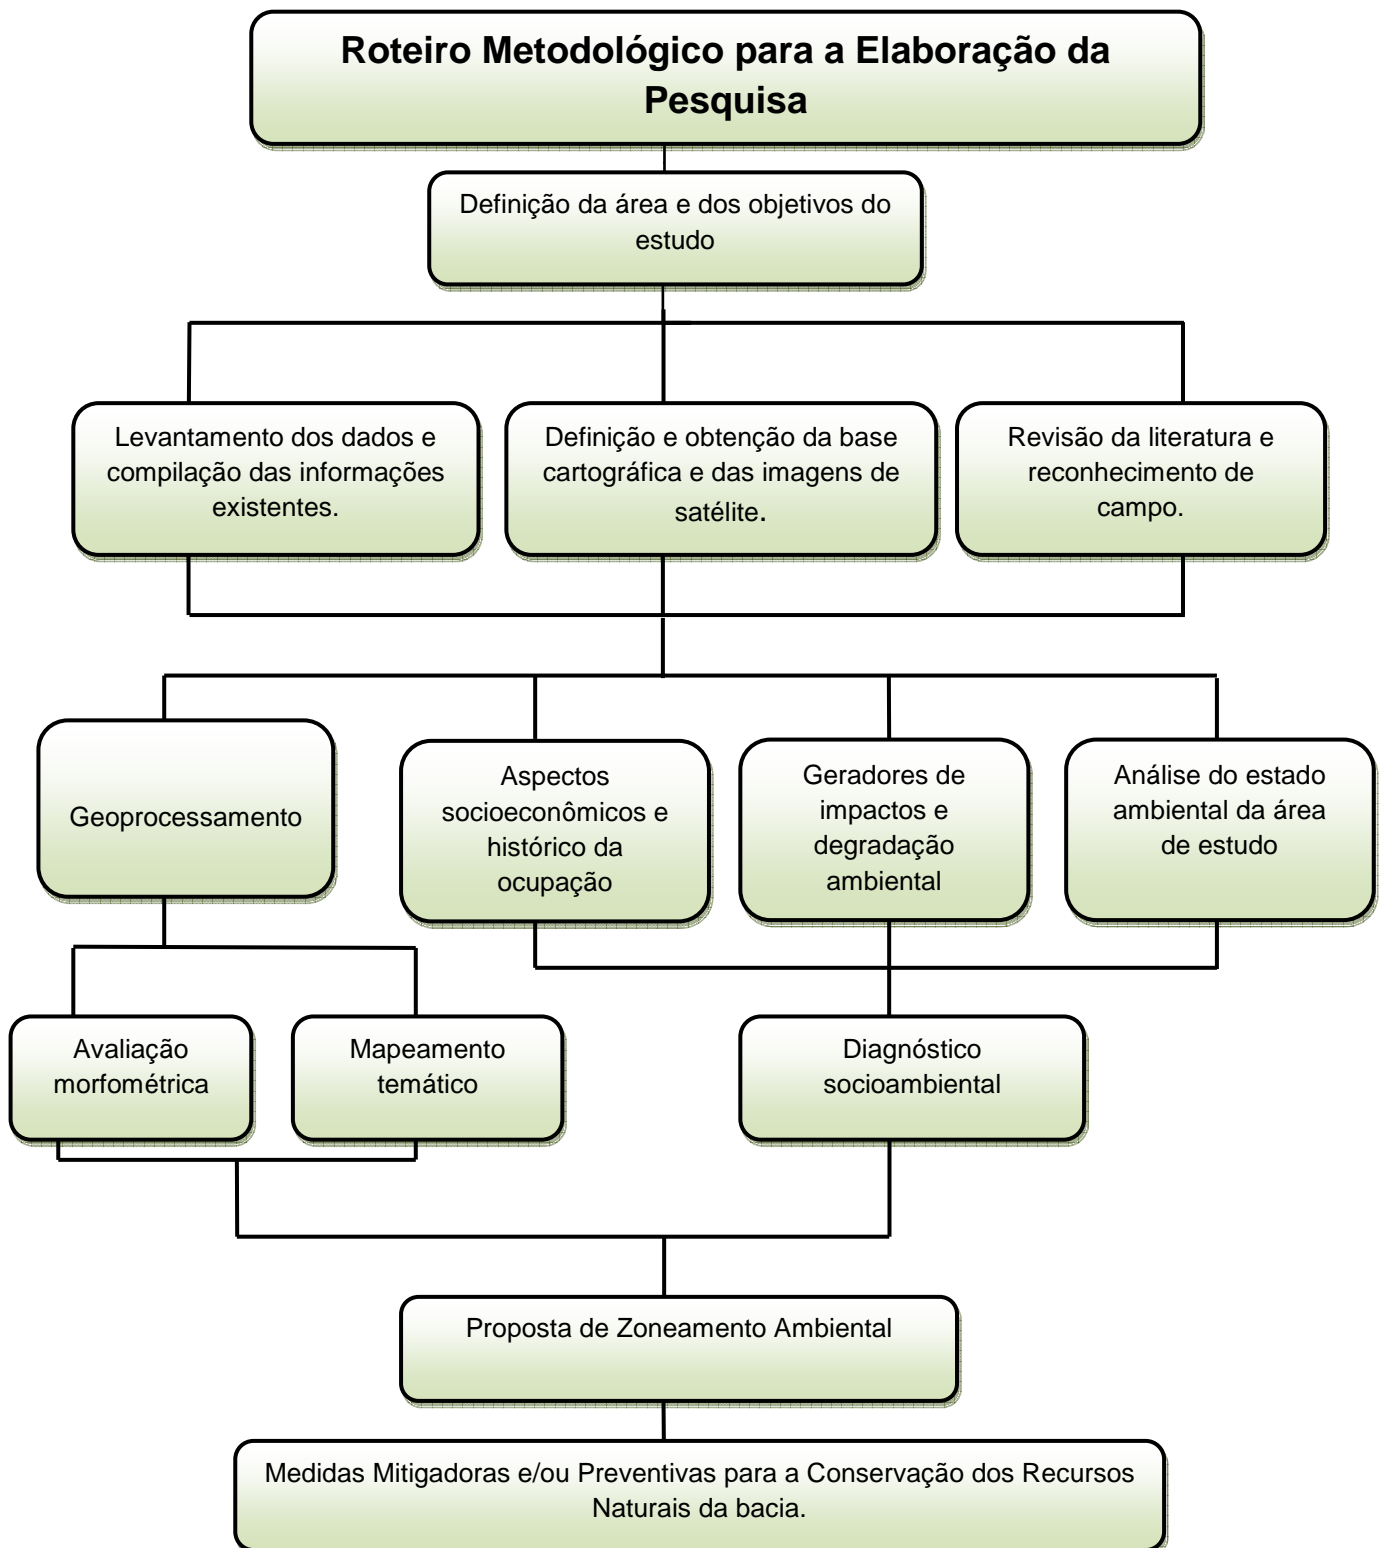 Roteiro Metodológico para a Elaboração da
Pesquisa
Definição da área e dos objetivos do
estudo
Levantamento dos dados e
compilação das informações
existentes.
Definição e obtenção da base
cartográfica e das imagens de
satélite.
Revisão da literatura e
reconhecimento de
campo.
Geoprocessamento
Aspectos
socioeconômicos e
histórico da
ocupação
Geradores de
impactos e
degradação
ambiental
Análise do estado
ambiental da área
de estudo
Avaliação
morfométrica
Mapeamento
temático
Diagnóstico
socioambiental
Proposta de Zoneamento Ambiental
Medidas Mitigadoras e/ou Preventivas para a Conservação dos Recursos
Naturais da bacia.